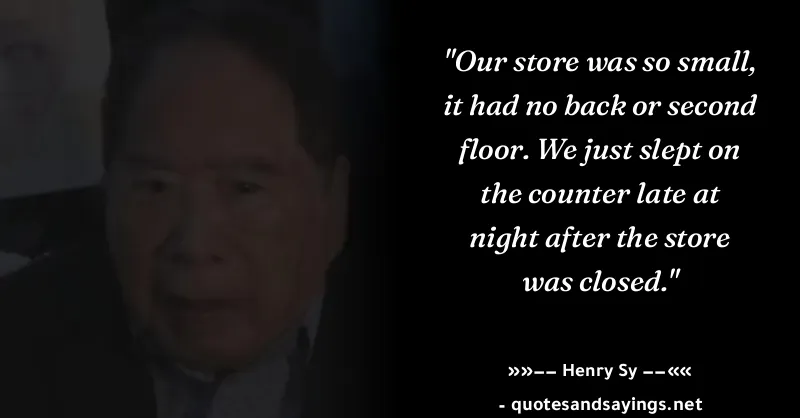 "Our store was so small,
it had no back or second
floor. We just slept on
the counter late at
night after the store
was closed."
»»−− Henry Sy −−««
- quotesandsayings.net